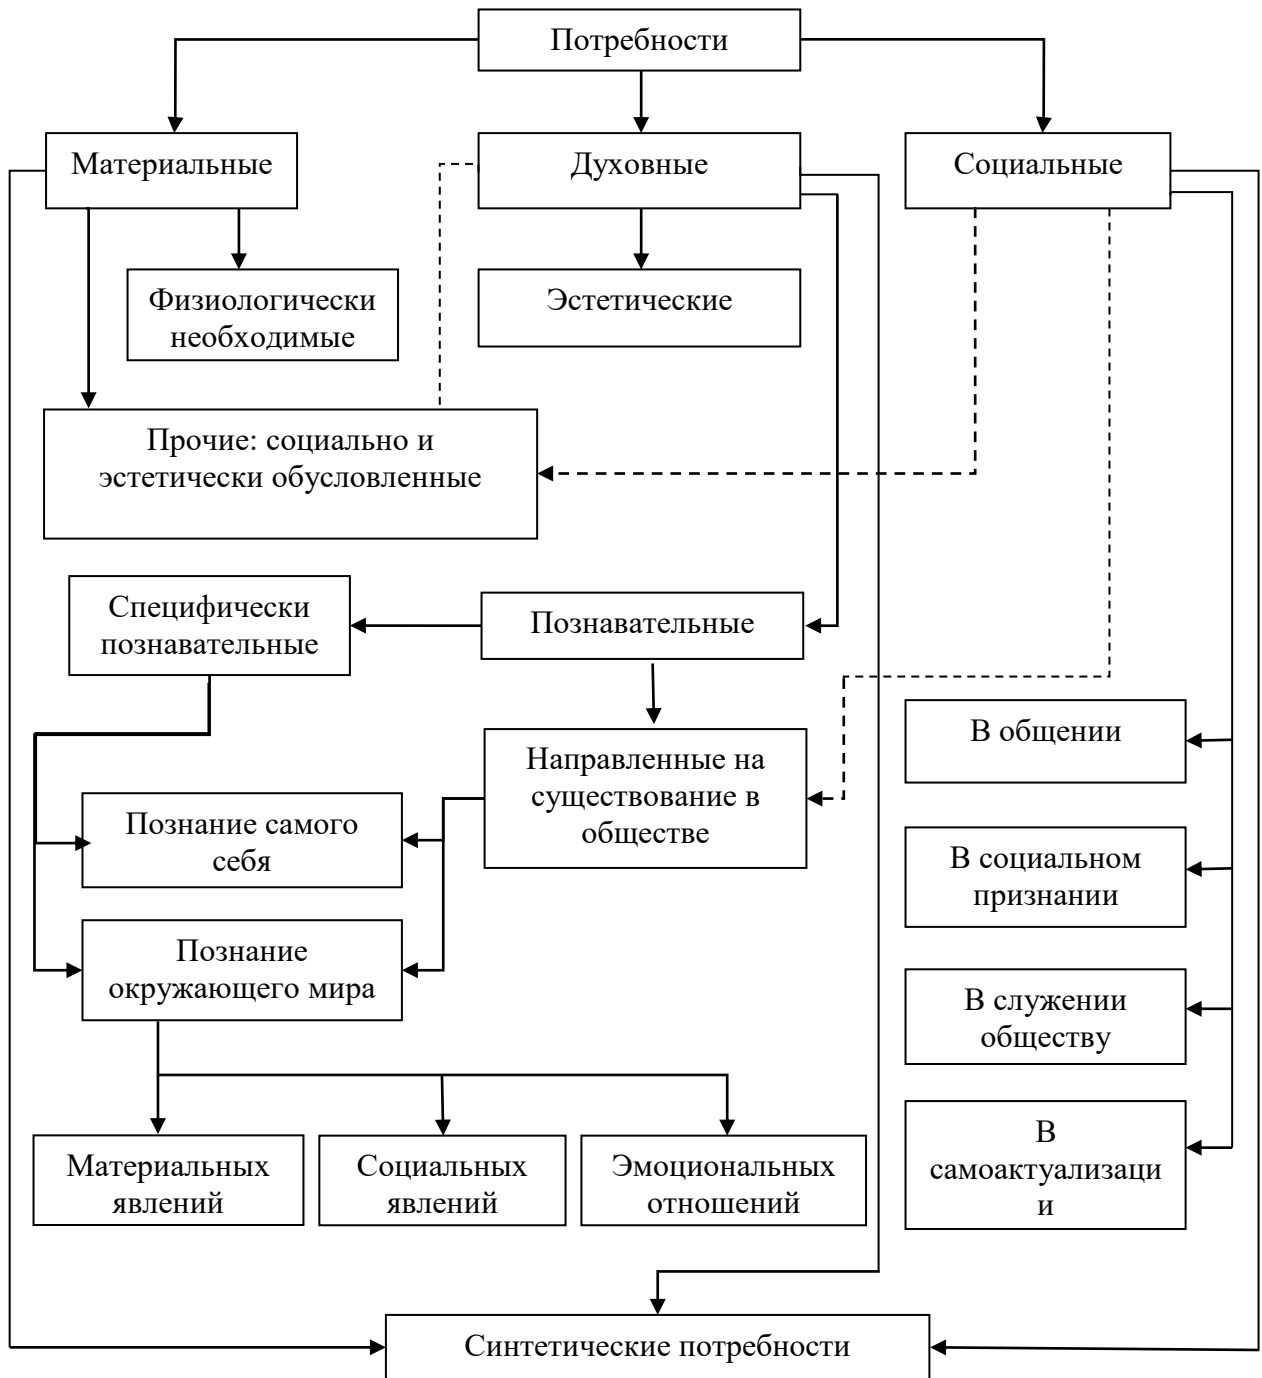 Потребности
Материальные
Духовные
Социальные
Физиологически
необходимые
Эстетические
Прочие: социально и
эстетически обусловленные
Специфически
познавательные
Познавательные
В общении
Направленные на
существование в
обществе
Познание самого
себя
В социальном
признании
Познание
окружающего мира
В служении
обществу
Материальных
явлений
Социальных
явлений
Эмоциональных
отношений
В
самоактуализаци
и
Синтетические потребности